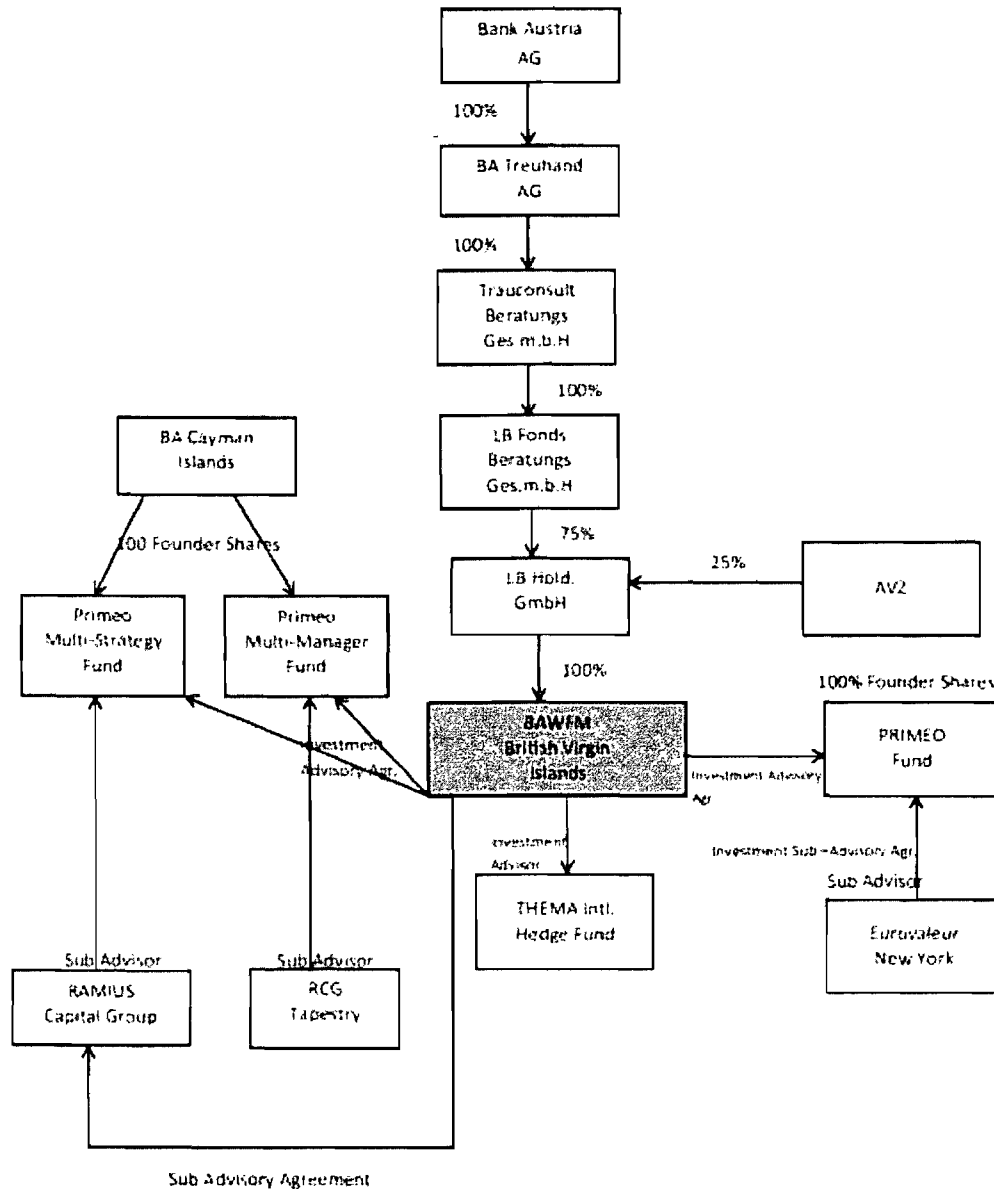 Bank Austria
AG
100%
BA Treuhand
AG
100%
Trauconsult
Beratungs
Ges.m.b.H
100%
BA Cayman
Islands
LB Fonds
Beratungs
Ges.m.b.H
100 Founder Shares
75%
25%
LB Hold.
GmbH
AVZ
Primeo
Multi-Strategy
Fund
Primeo
Multi-Manager
Fund
100%
100% Founder Shares
BAWFM
British Virgin
Islands
PRIMEO
Fund
Investment
Advisory Agr.
Investment Advisory
Agr
Investment
Advisor
Investment Sub-Advisory Agr.
Sub Advisor
THEMA Intl.
Hedge Fund
Eurovaleur
New York
Sub Advisor
RAMIUS
Capital Group
Sub Advisor
RCG
Tapestry
Sub Advisory Agreement